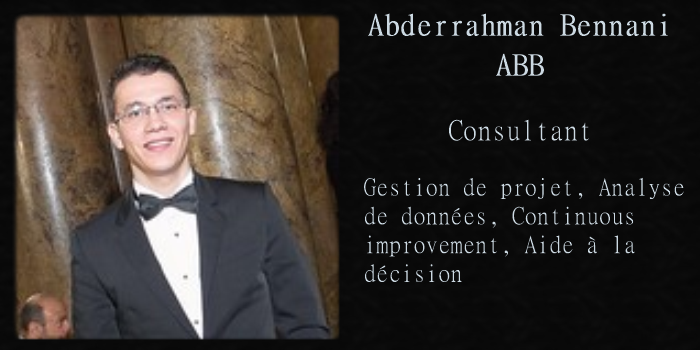 Abderrahman Bennani
ABB
Consultant
Gestion de projet, Analyse
de données, Continuous
improvement, Aide à la
décision